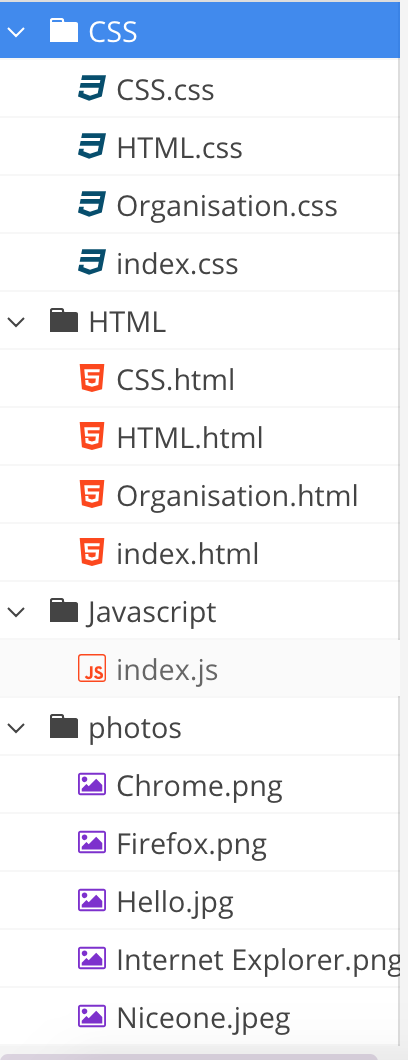 CSS
CSS.css
HTML.css
Organisation.css
index.css
HTML
CSS.html
HTML.html
Organisation.html
index.html
Javascript
JS index.js
photos
Chrome.png
Firefox.png
Hello.jpg
Internet Explorer.png
Niceone.jpeg